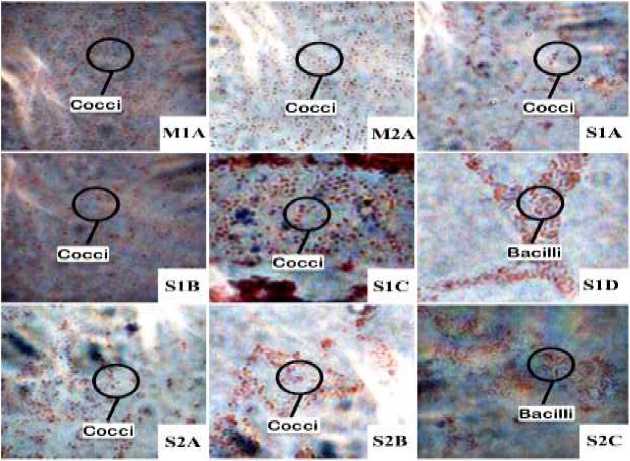 Cocci
M1A
Cocci
M2A
Cocci
S1A
Cocci
S1B
Cocci
S1C
Bacilli
S1D
Cocci
S2A
Cocci
S2B
Bacilli
S2C